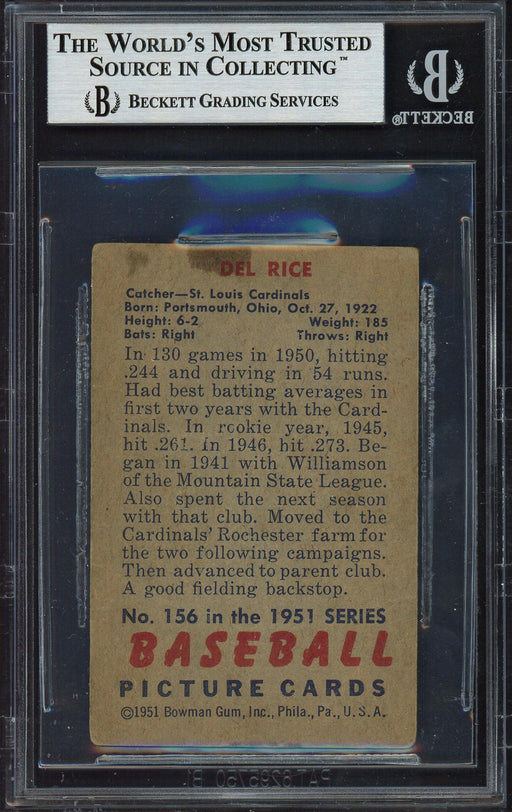 THE WORLD'S MOST TRUSTED
SOURCE IN COLLECTING™
B BECKETT GRADING SERVICES
B
BECKETT®
DEL RICE
Catcher—St. Louis Cardinals
Born: Portsmouth, Ohio, Oct. 27, 1922
Height: 6-2 Weight: 185
Bats: Right Throws: Right
In 130 games in 1950, hitting
.244 and driving in 54 runs.
Had best batting averages in
first two years with the Card-
inals. In rookie year, 1945,
hit .261. In 1946, hit .273. Be-
gan in 1941 with Williamson
of the Mountain State League.
Also spent the next season
with that club. Moved to the
Cardinals' Rochester farm for
the two following campaigns.
Then advanced to parent club.
A good fielding backstop.
No. 156 in the 1951 SERIES
BASEBALL
PICTURE CARDS
©1951 Bowman Gum, Inc., Phila., Pa., U.S.A.